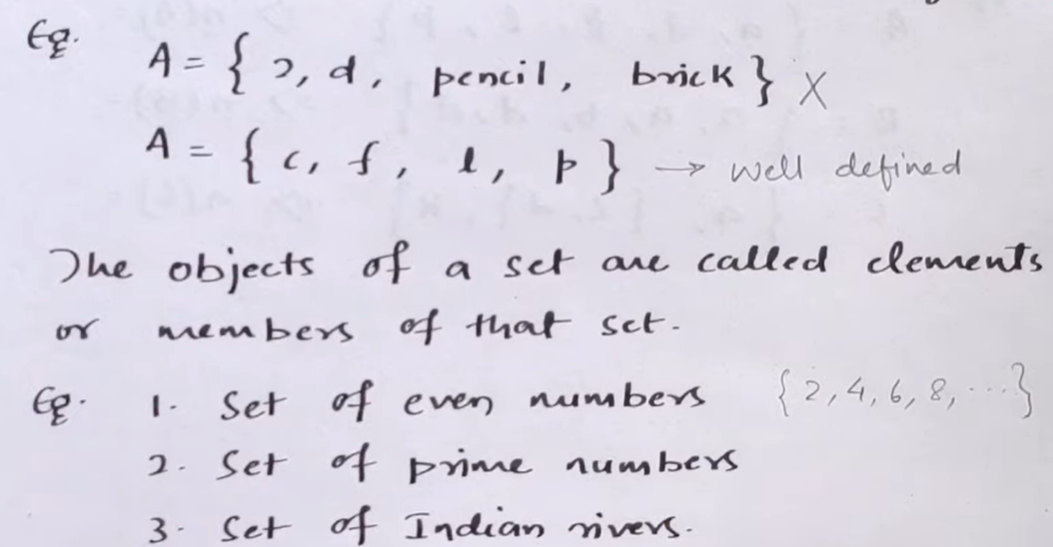 Eg. A = { 2, d, pencil, brick } X
A = { c, f, l, p } → well defined
The objects of a set are called elements
or members of that set.
Eg. 1. Set of even numbers {2, 4, 6, 8, ...}
2. Set of prime numbers
3. Set of Indian rivers.